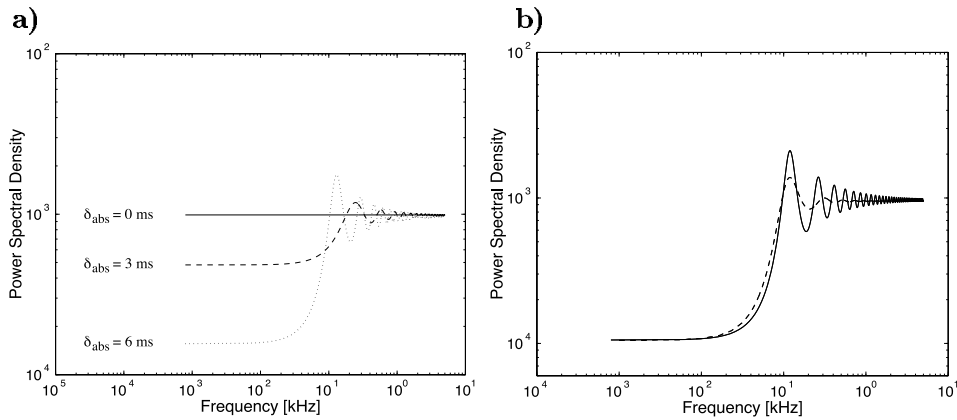 a)
b)
10²
10³
10⁴
Power Spectral Density
δabs = 0 ms
δabs = 3 ms
δabs = 6 ms
10⁵
10⁴
10³
10²
10¹
10⁰
10¹
Frequency [kHz]
10²
10³
10⁴
Power Spectral Density
10⁴
10³
10²
10¹
10⁰
10¹
Frequency [kHz]